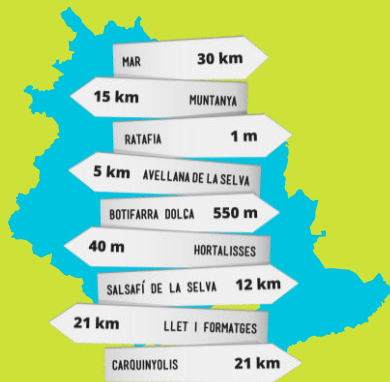 MAR 30 km
15 km MUNTANYA
RATAFIA 1 m
5 km AVELLANA DE LA SELVA
BOTIFARRA DOLÇA 550 m
40 m HORTALISSES
SALSAFÍ DE LA SELVA 12 km
21 km LLET I FORMATGES
CARQUINYOLIS 21 km